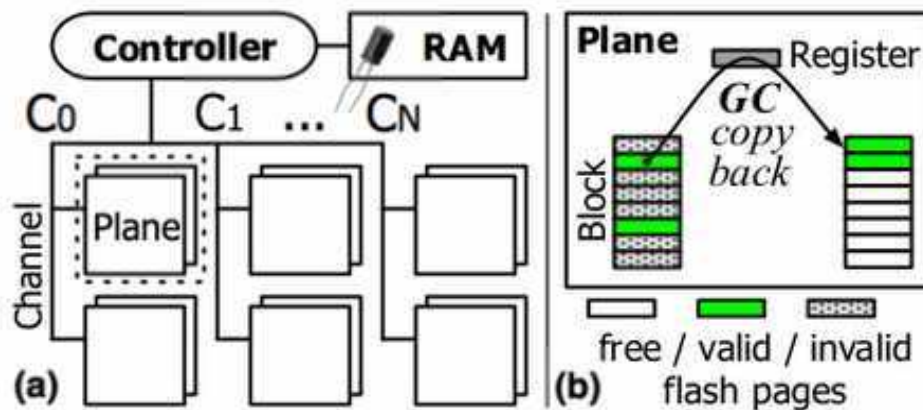 Controller
RAM
C0 C1 ... CN
Channel
Plane
(a)
Plane
Register
GC
copy
back
Block
free / valid / invalid
flash pages
(b)